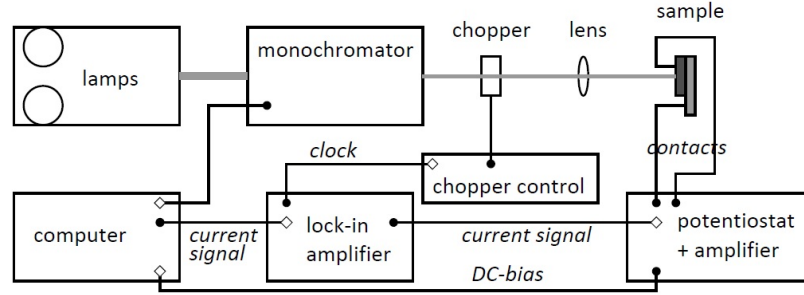 sample
chopper
lens
monochromator
lamps
clock
contacts
chopper control
computer
current
signal
lock-in
amplifier
current signal
potentiostat
+ amplifier
DC-bias